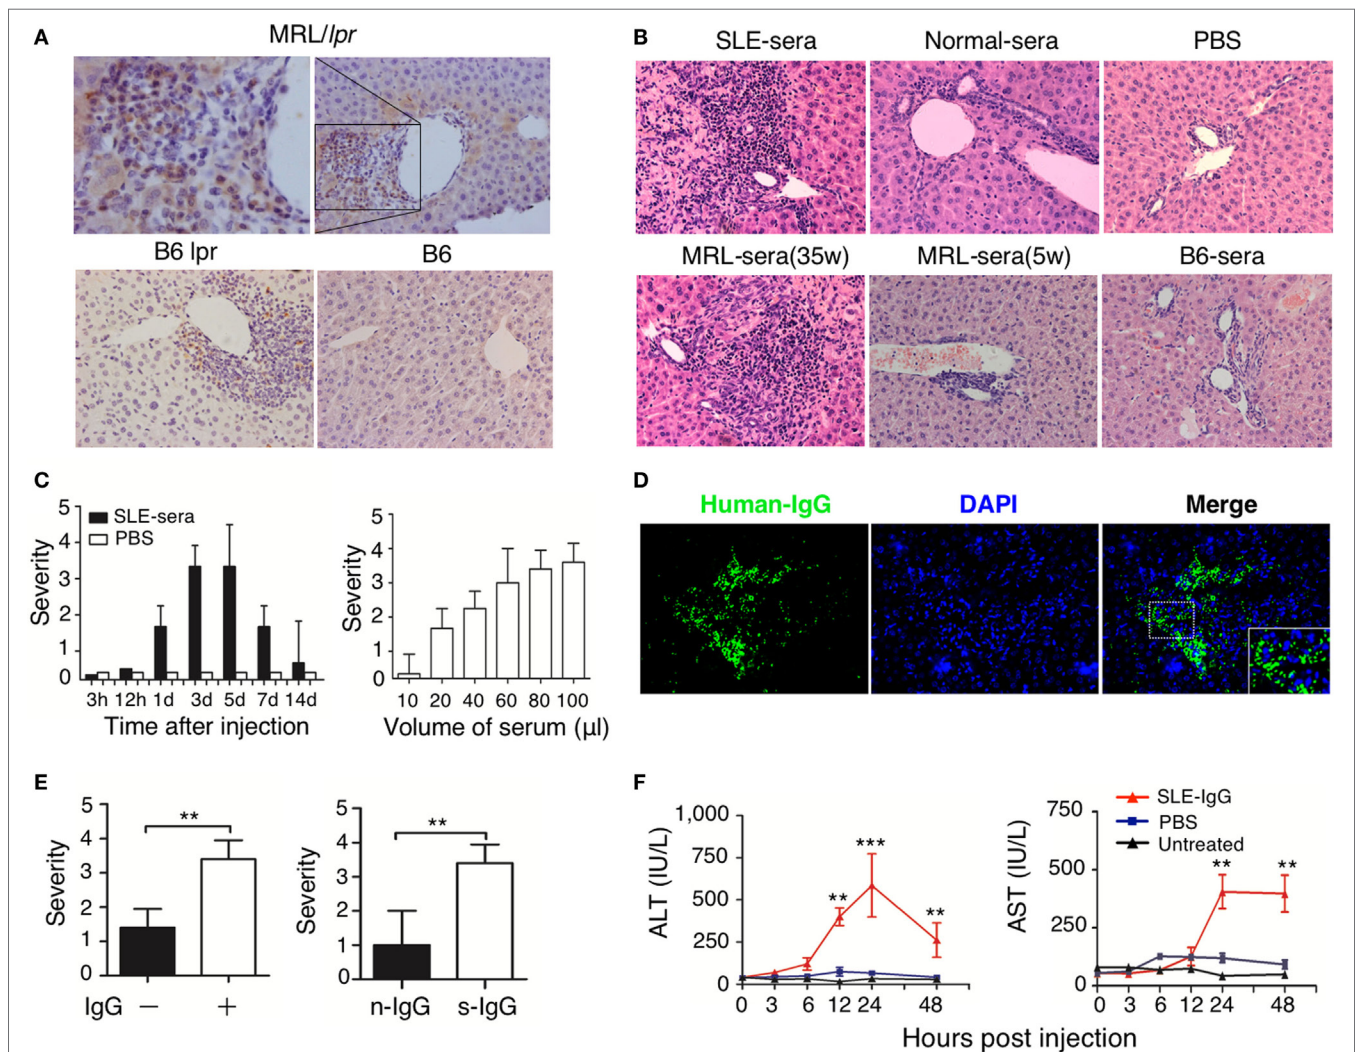 A
MRL/lpr
B6 lpr
B6
B
SLE-sera
Normal-sera
PBS
MRL-sera(35w)
MRL-sera(5w)
B6-sera
C
5
4
3
2
1
0
Severity
SLE-sera
PBS
3h 12h 1d 3d 5d 7d 14d
Time after injection
5
4
3
2
1
0
Severity
10 20 40 60 80 100
Volume of serum (µl)
D
Human-IgG
DAPI
Merge
E
5
4
3
2
1
0
Severity
**
IgG − +
5
4
3
2
1
0
Severity
**
n-IgG s-IgG
F
1,000
750
500
250
0
ALT (IU/L)
**
***
**
0 3 6 12 24 48
750
500
250
0
AST (IU/L)
SLE-IgG
PBS
Untreated
**
**
0 3 6 12 24 48
Hours post injection